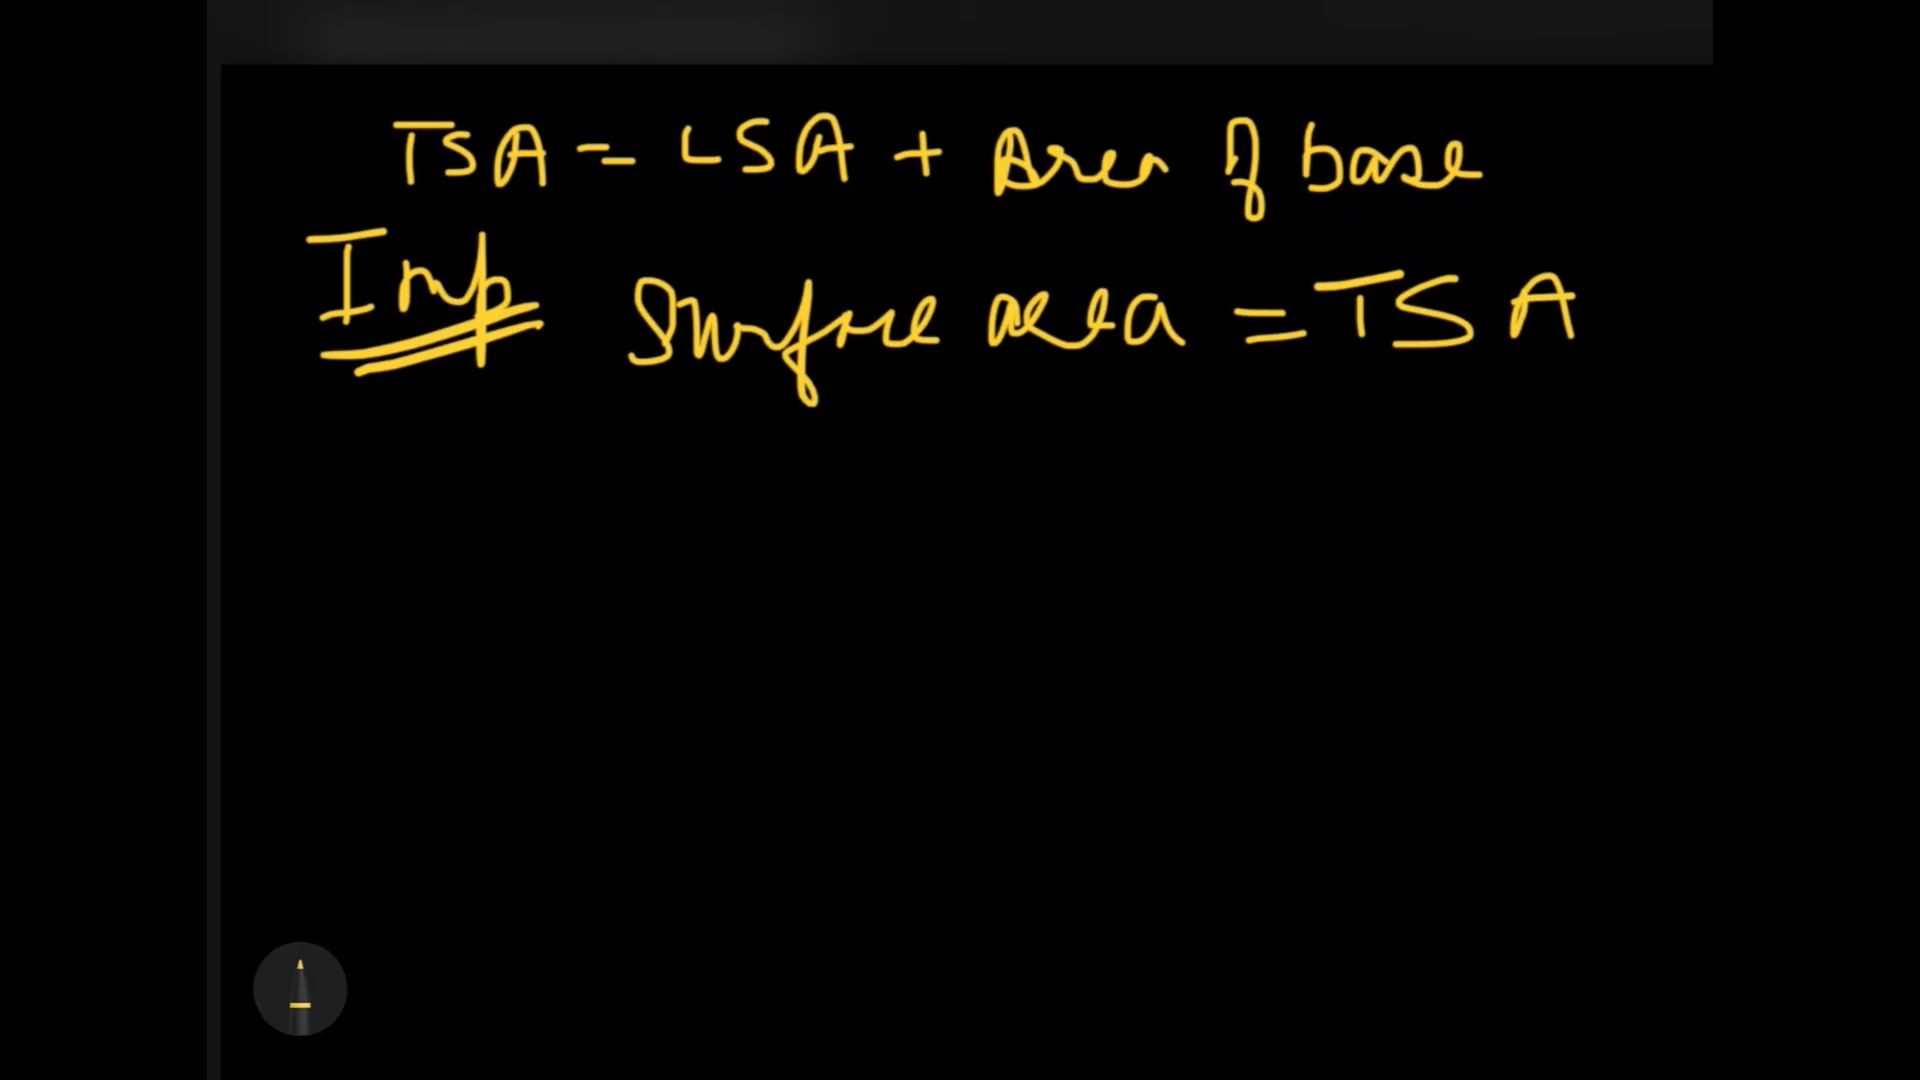 TSA = LSA + Area of base
Imp Surface area = TSA